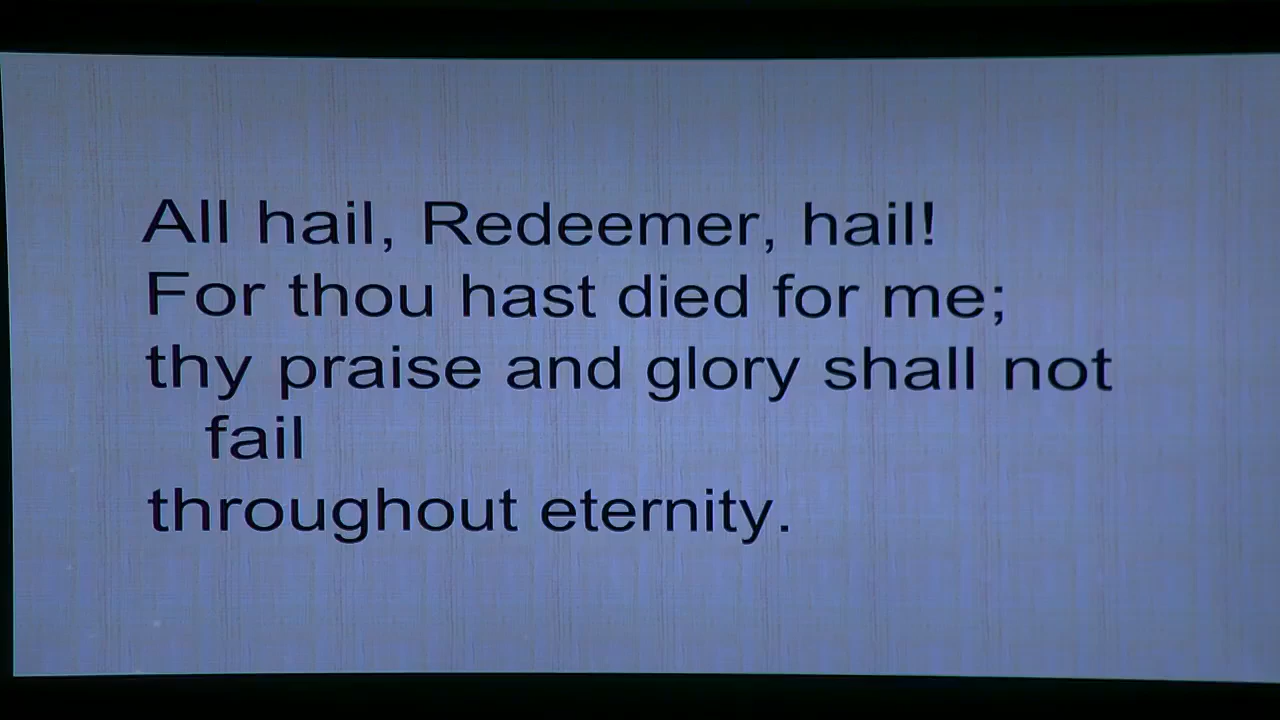 All hail, Redeemer, hail!
For thou hast died for me;
thy praise and glory shall not
fail
throughout eternity.